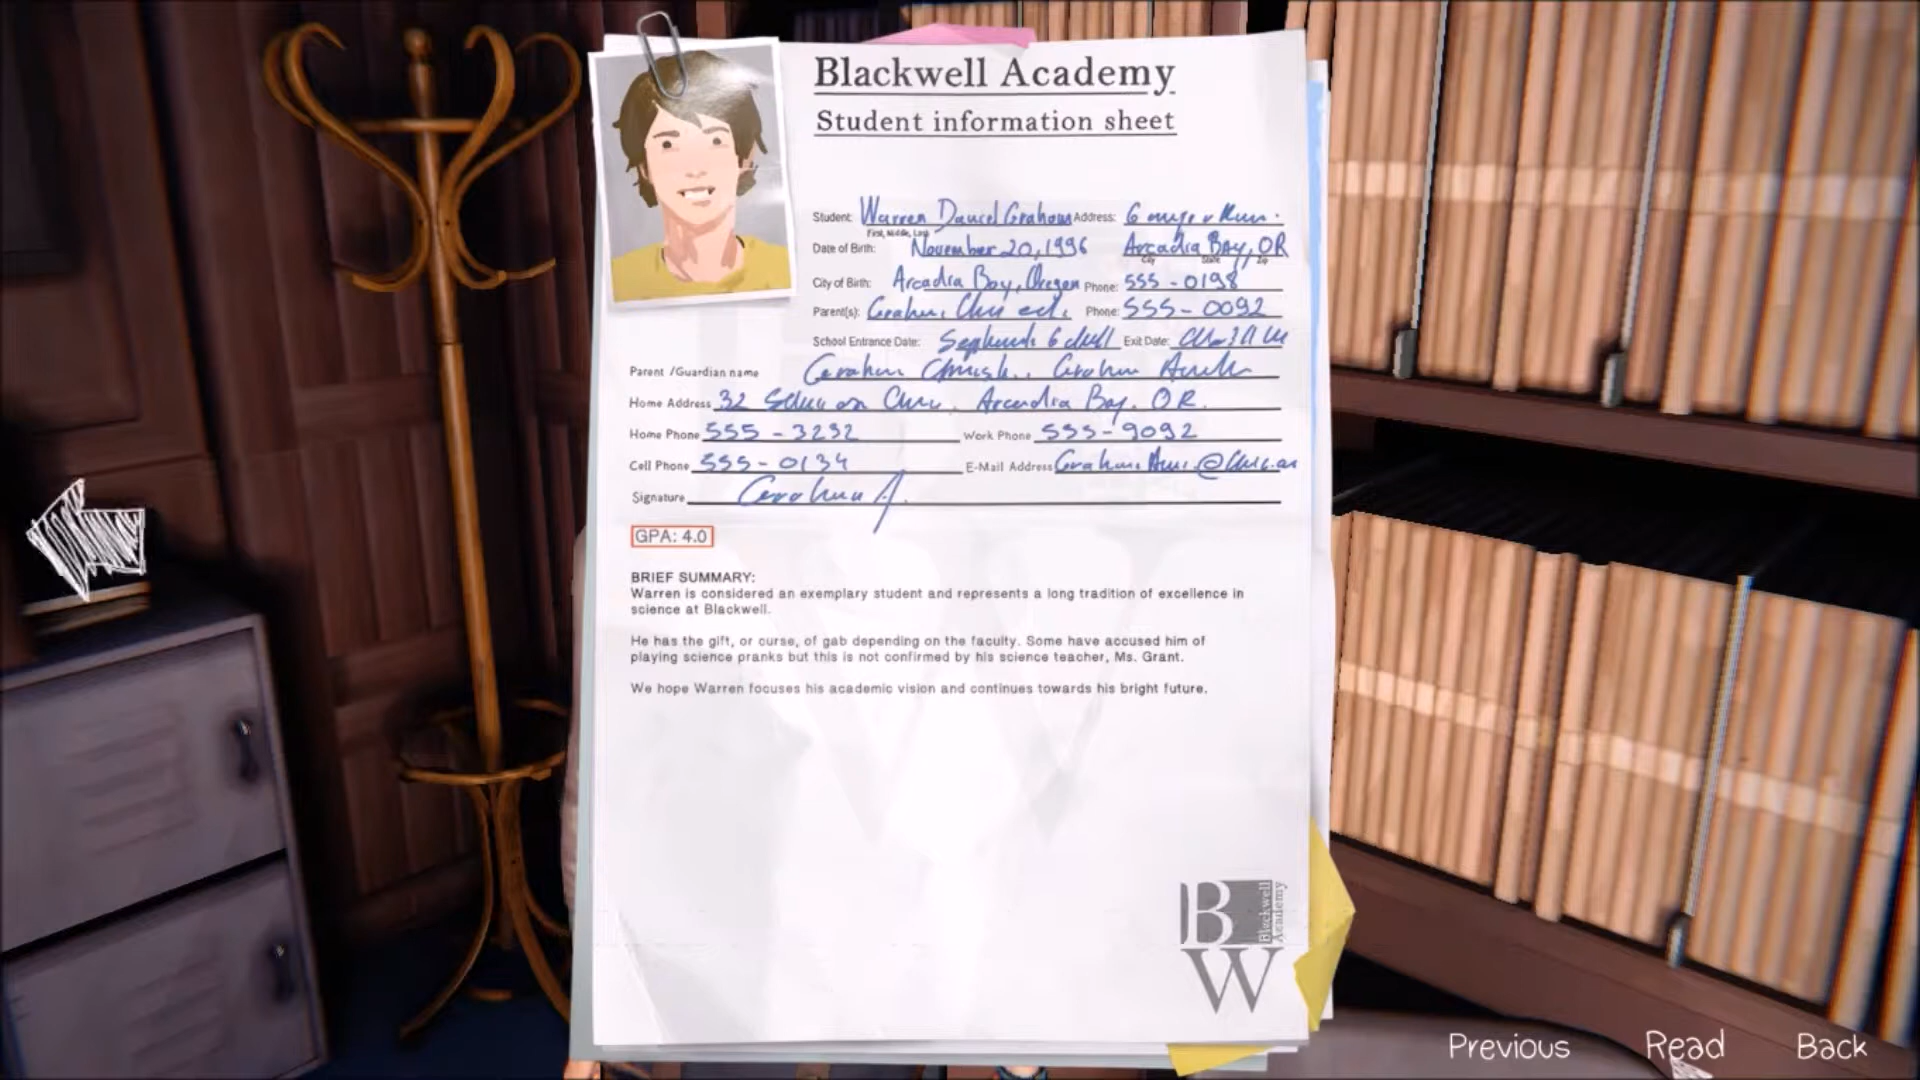 Blackwell Academy
Student information sheet
Student: Warren Daniel Graham Address:
First, Middle, Last
Date of Birth: November 20, 1996 Arcadia Bay, OR
City State Zip
City of Birth: Arcadia Bay, Oregon Phone: 555-0198
Parent(s): Graham, Phone: 555-0092
School Entrance Date: Exit Date:
Parent /Guardian name Graham Graham
Home Address 32 Arcadia Bay, OR.
Home Phone 555-3232 Work Phone 555-9092
Cell Phone 555-0134 E-Mail Address
Signature Graham A.
GPA: 4.0
BRIEF SUMMARY:
Warren is considered an exemplary student and represents a long tradition of excellence in
science at Blackwell.
He has the gift, or curse, of gab depending on the faculty. Some have accused him of
playing science pranks but this is not confirmed by his science teacher, Ms. Grant.
We hope Warren focuses his academic vision and continues towards his bright future.
B
Blackwell
Academy
W
Previous Read Back